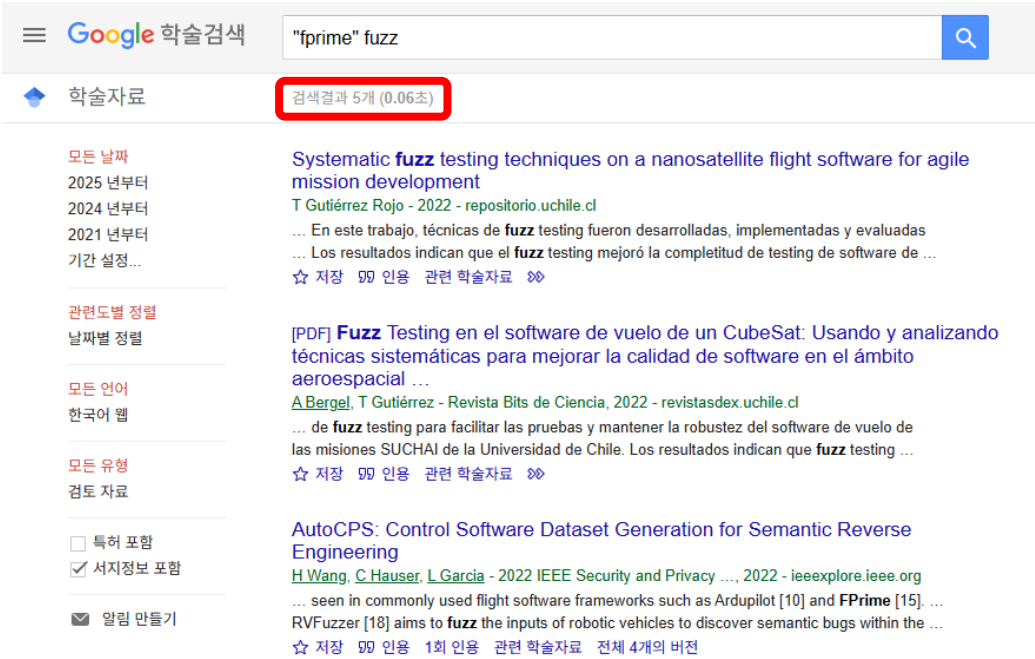 Google 학술검색
"fprime" fuzz
학술자료
검색결과 5개 (0.06초)
모든 날짜
2025 년부터
2024 년부터
2021 년부터
기간 설정...
관련도별 정렬
날짜별 정렬
모든 언어
한국어 웹
모든 유형
검토 자료
특허 포함
서지정보 포함
알림 만들기
Systematic fuzz testing techniques on a nanosatellite flight software for agile
mission development
T Gutiérrez Rojo - 2022 - repositorio.uchile.cl
… En este trabajo, técnicas de fuzz testing fueron desarrolladas, implementadas y evaluadas
… Los resultados indican que el fuzz testing mejoró la completitud de testing de software de …
저장 인용 관련 학술자료
[PDF] Fuzz Testing en el software de vuelo de un CubeSat: Usando y analizando
técnicas sistemáticas para mejorar la calidad de software en el ámbito
aeroespacial …
A Bergel, T Gutiérrez - Revista Bits de Ciencia, 2022 - revistasdex.uchile.cl
… de fuzz testing para facilitar las pruebas y mantener la robustez del software de vuelo de
las misiones SUCHAI de la Universidad de Chile. Los resultados indican que fuzz testing …
저장 인용 관련 학술자료
AutoCPS: Control Software Dataset Generation for Semantic Reverse
Engineering
H Wang, C Hauser, L Garcia - 2022 IEEE Security and Privacy …, 2022 - ieeexplore.ieee.org
… seen in commonly used flight software frameworks such as Ardupilot [10] and FPrime [15]. …
RVFuzzer [18] aims to fuzz the inputs of robotic vehicles to discover semantic bugs within the …
저장 인용 1회 인용 관련 학술자료 전체 4개의 버전